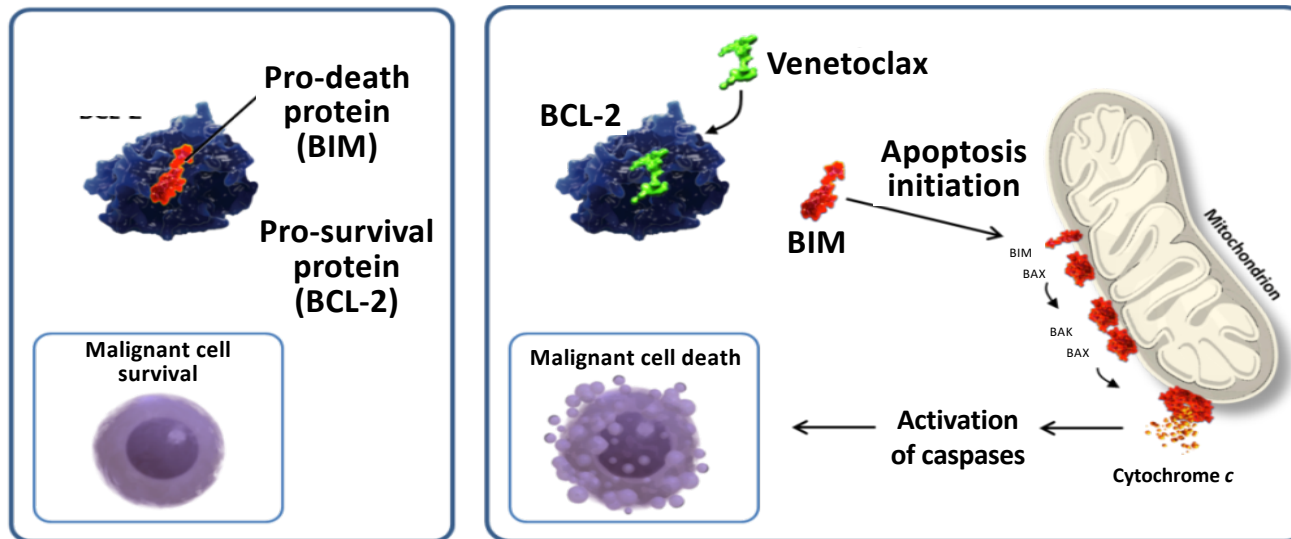 Pro-death
protein
(BIM)
Pro-survival
protein
(BCL-2)
Malignant cell
survival
Venetoclax
BCL-2
Apoptosis
initiation
BIM
Mitochondrion
BIM
BAX
BAK
BAX
Malignant cell death
Activation
of caspases
Cytochrome c